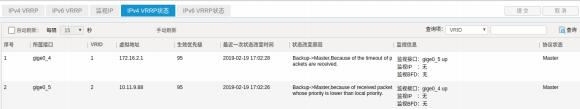 IPv4 VRRP IPv6 VRRP 监视IP IPv4 VRRP状态 IPv6 VRRP状态 提 交 取 消
自动刷新: 每隔 15 秒 手动刷新 查询项: VRID 查询
序号 所属接口 VRID 虚拟地址 生效优先级 最近一次状态改变时间 状态改变原因 监视信息 协议状态
1 gige0_4 1 172.16.2.1 95 2019-02-19 17:02:28 Backup->Master,Because of the timeout of p 监视接口: gige0_5 up Master
ackets are received. 监视IP : 无
监视BFD: 无
2 gige0_5 2 10.11.9.88 95 2019-02-19 17:02:26 Backup->Master,because of received packet 监视接口: gige0_4 up Master
whose priority is lower than local priority. 监视IP : 无
监视BFD: 无